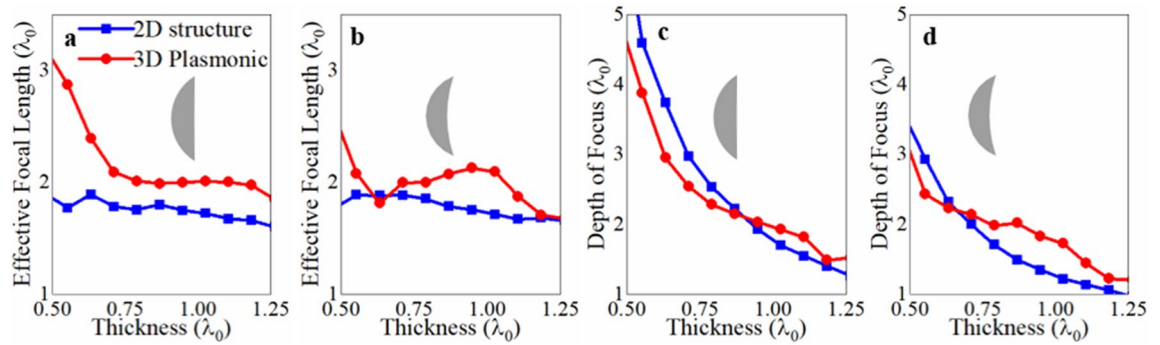 a
2D structure
3D Plasmonic
Effective Focal Length (λ₀)
3
2
1
0.50 0.75 1.00 1.25
Thickness (λ₀)
b
Effective Focal Length (λ₀)
3
2
1
0.50 0.75 1.00 1.25
Thickness (λ₀)
c
Depth of Focus (λ₀)
5
4
3
2
1
0.50 0.75 1.00 1.25
Thickness (λ₀)
d
Depth of Focus (λ₀)
5
4
3
2
1
0.50 0.75 1.00 1.25
Thickness (λ₀)